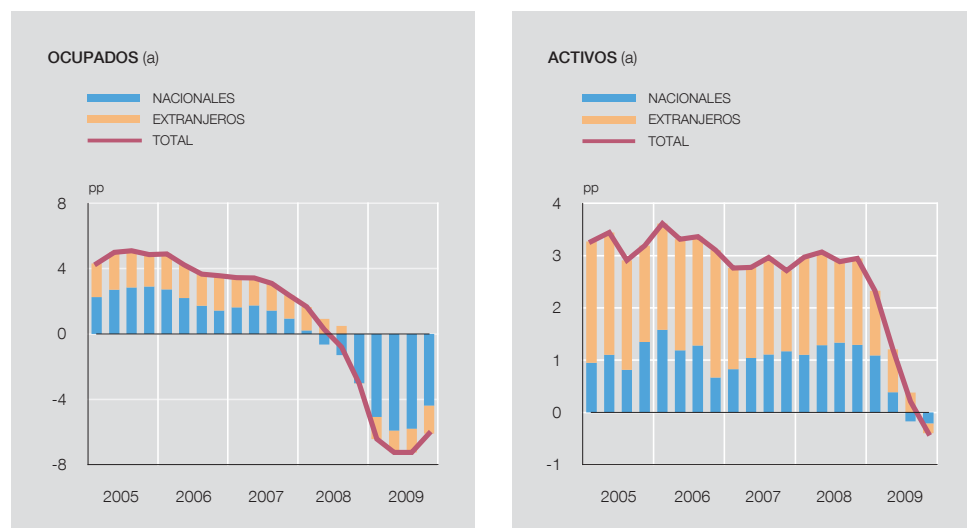 OCUPADOS (a)
NACIONALES
EXTRANJEROS
TOTAL
pp
8
4
0
-4
-8
2005 2006 2007 2008 2009
ACTIVOS (a)
NACIONALES
EXTRANJEROS
TOTAL
pp
4
3
2
1
0
-1
2005 2006 2007 2008 2009